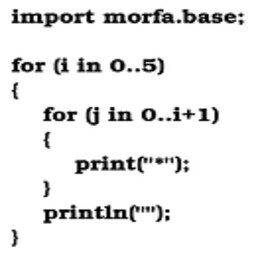 import morfa.base;
for (i in 0..5)
{
for (j in 0..i+1)
{
print("*");
}
println("");
}